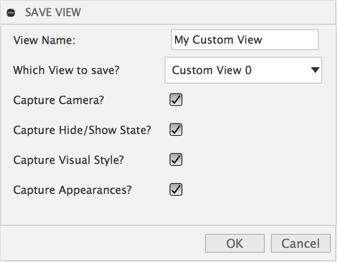 SAVE VIEW
View Name: My Custom View
Which View to save? Custom View 0
Capture Camera?
Capture Hide/Show State?
Capture Visual Style?
Capture Appearances?
OK Cancel